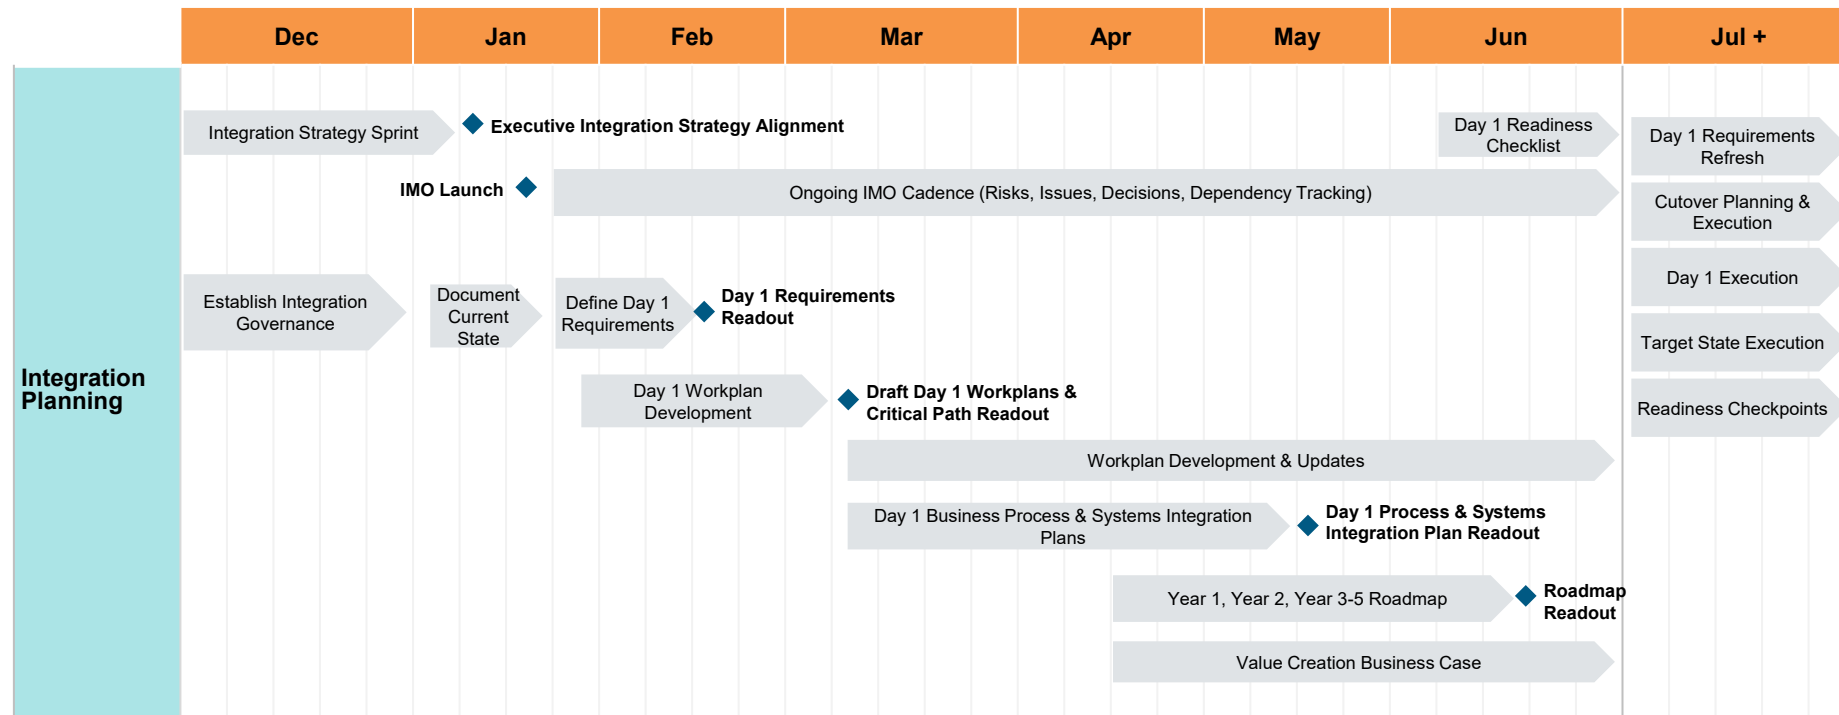 Dec
Jan
Feb
Mar
Apr
May
Jun
Jul +
Integration
Planning
Integration Strategy Sprint
Executive Integration Strategy Alignment
Day 1 Readiness
Checklist
Day 1 Requirements
Refresh
IMO Launch
Ongoing IMO Cadence (Risks, Issues, Decisions, Dependency Tracking)
Cutover Planning &
Execution
Establish Integration
Governance
Document
Current
State
Define Day 1
Requirements
Day 1 Requirements
Readout
Day 1 Execution
Target State Execution
Day 1 Workplan
Development
Draft Day 1 Workplans &
Critical Path Readout
Readiness Checkpoints
Workplan Development & Updates
Day 1 Business Process & Systems Integration
Plans
Day 1 Process & Systems
Integration Plan Readout
Year 1, Year 2, Year 3-5 Roadmap
Roadmap
Readout
Value Creation Business Case